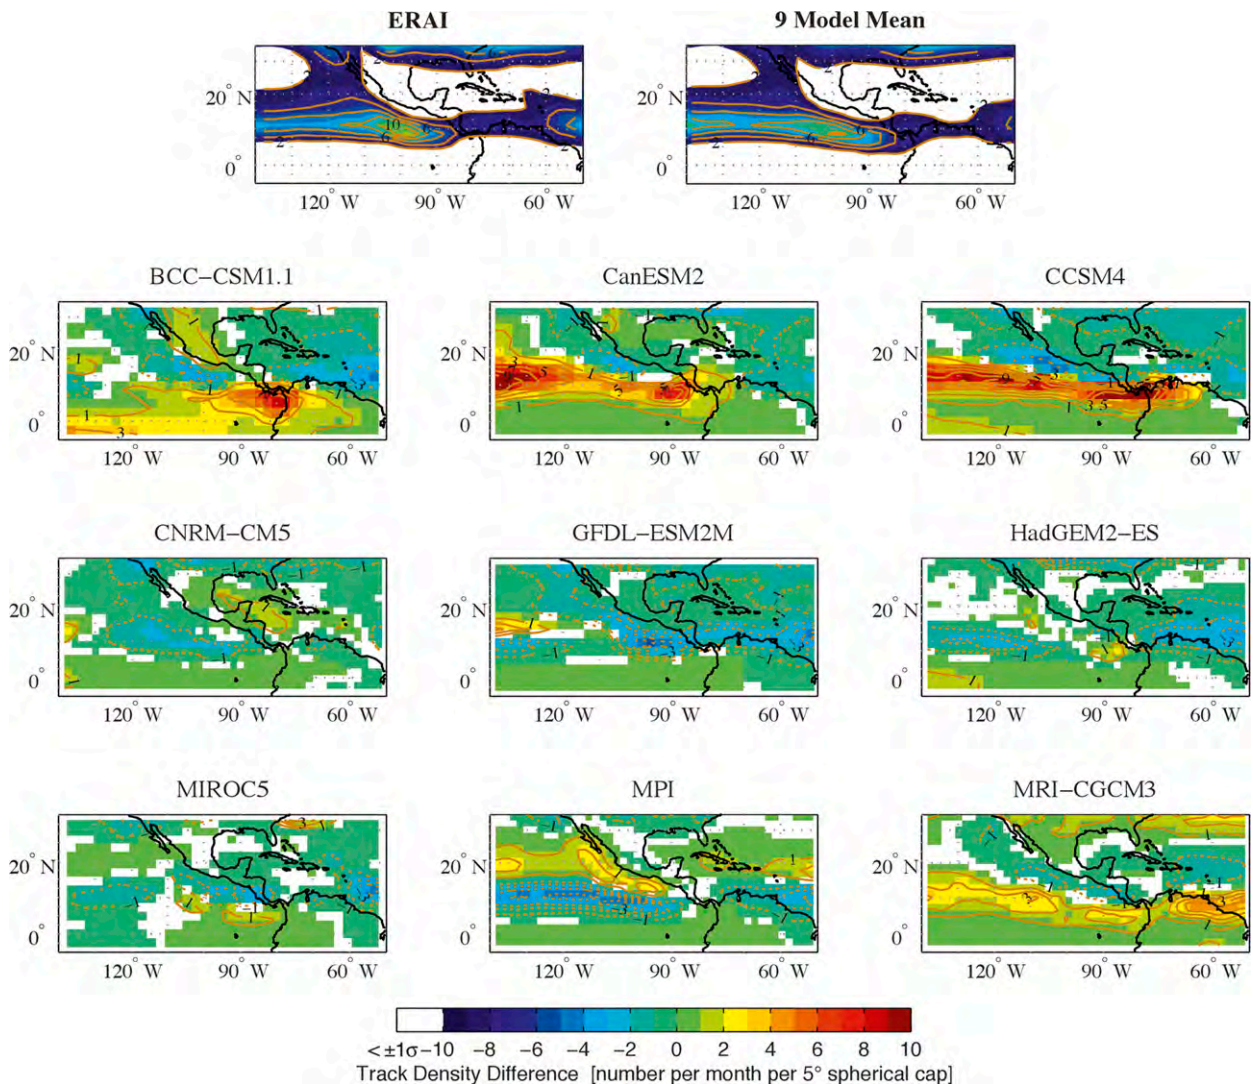 ERAI 9 Model Mean
20° N 20° N
0° 0°
120° W 90° W 60° W 120° W 90° W 60° W
BCC−CSM1.1 CanESM2 CCSM4
20° N 20° N 20° N
0° 0° 0°
120° W 90° W 60° W 120° W 90° W 60° W 120° W 90° W 60° W
CNRM−CM5 GFDL−ESM2M HadGEM2−ES
20° N 20° N 20° N
0° 0° 0°
120° W 90° W 60° W 120° W 90° W 60° W 120° W 90° W 60° W
MIROC5 MPI MRI−CGCM3
20° N 20° N 20° N
0° 0° 0°
120° W 90° W 60° W 120° W 90° W 60° W 120° W 90° W 60° W
<±1σ −10 −8 −6 −4 −2 0 2 4 6 8 10
Track Density Difference [number per month per 5° spherical cap]